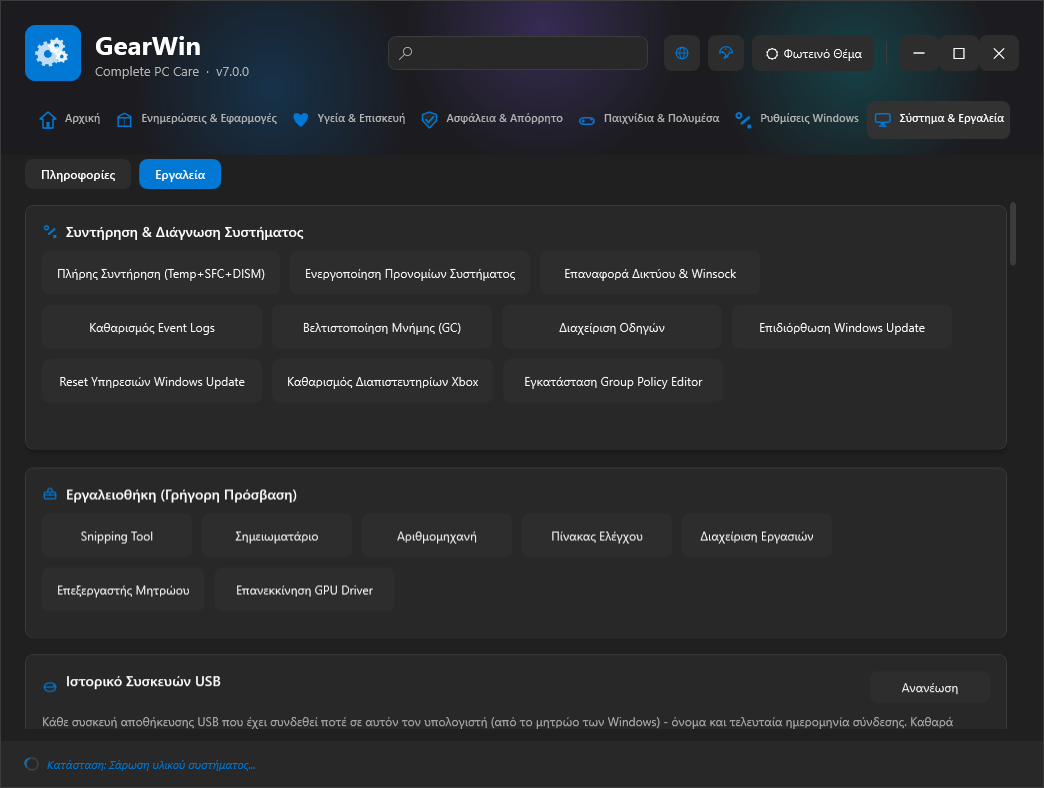 GearWin
Complete PC Care · v7.0.0
Φωτεινό Θέμα
Αρχική
Ενημερώσεις & Εφαρμογές
Υγεία & Επισκευή
Ασφάλεια & Απόρρητο
Παιχνίδια & Πολυμέσα
Ρυθμίσεις Windows
Σύστημα & Εργαλεία
Πληροφορίες
Εργαλεία
Συντήρηση & Διάγνωση Συστήματος
Πλήρης Συντήρηση (Temp+SFC+DISM)
Ενεργοποίηση Προνομίων Συστήματος
Επαναφορά Δικτύου & Winsock
Καθαρισμός Event Logs
Βελτιστοποίηση Μνήμης (GC)
Διαχείριση Οδηγών
Επιδιόρθωση Windows Update
Reset Υπηρεσιών Windows Update
Καθαρισμός Διαπιστευτηρίων Xbox
Εγκατάσταση Group Policy Editor
Εργαλειοθήκη (Γρήγορη Πρόσβαση)
Snipping Tool
Σημειωματάριο
Αριθμομηχανή
Πίνακας Ελέγχου
Διαχείριση Εργασιών
Επεξεργαστής Μητρώου
Επανεκκίνηση GPU Driver
Ιστορικό Συσκευών USB
Ανανέωση
Κάθε συσκευή αποθήκευσης USB που έχει συνδεθεί ποτέ σε αυτόν τον υπολογιστή (από το μητρώο των Windows) - όνομα και τελευταία ημερομηνία σύνδεσης. Καθαρά
Κατάσταση: Σάρωση υλικού συστήματος...